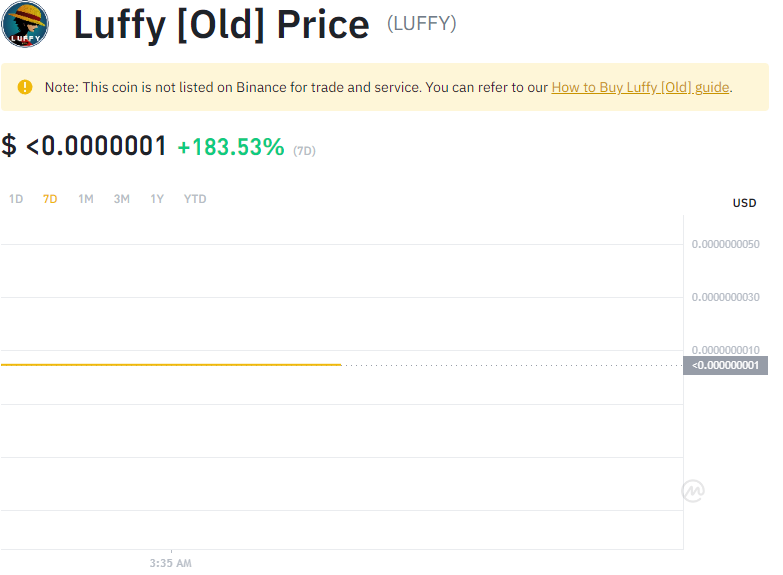 LUFFY
Luffy [Old] Price (LUFFY)
Note: This coin is not listed on Binance for trade and service. You can refer to our How to Buy Luffy [Old] guide.
$ <0.0000001 +183.53% (7D)
1D 7D 1M 3M 1Y YTD
USD
0.0000000050
0.0000000030
0.0000000010
<0.000000001
3:35 AM